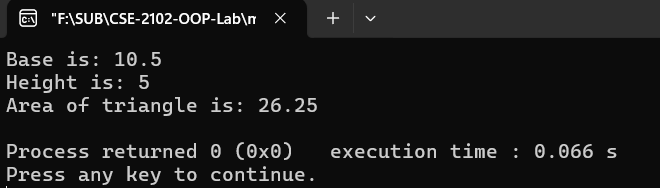 "F:\SUB\CSE-2102-OOP-Lab\m
Base is: 10.5
Height is: 5
Area of triangle is: 26.25
Process returned 0 (0x0)   execution time : 0.066 s
Press any key to continue.